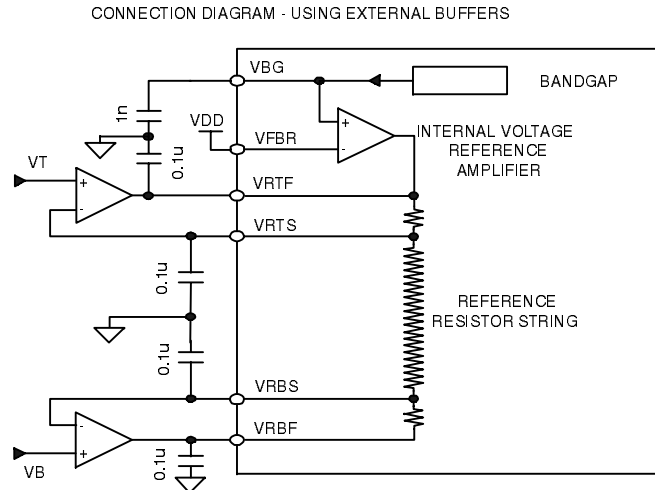 CONNECTION DIAGRAM - USING EXTERNAL BUFFERS
VBG
BANDGAP
1n
VDD
+
INTERNAL VOLTAGE
REFERENCE
AMPLIFIER
VFBR
-
VT
0.1u
+
-
VRTF
VRTS
0.1u
REFERENCE
RESISTOR STRING
0.1u
VRBS
-
+
VRBF
VB
0.1u